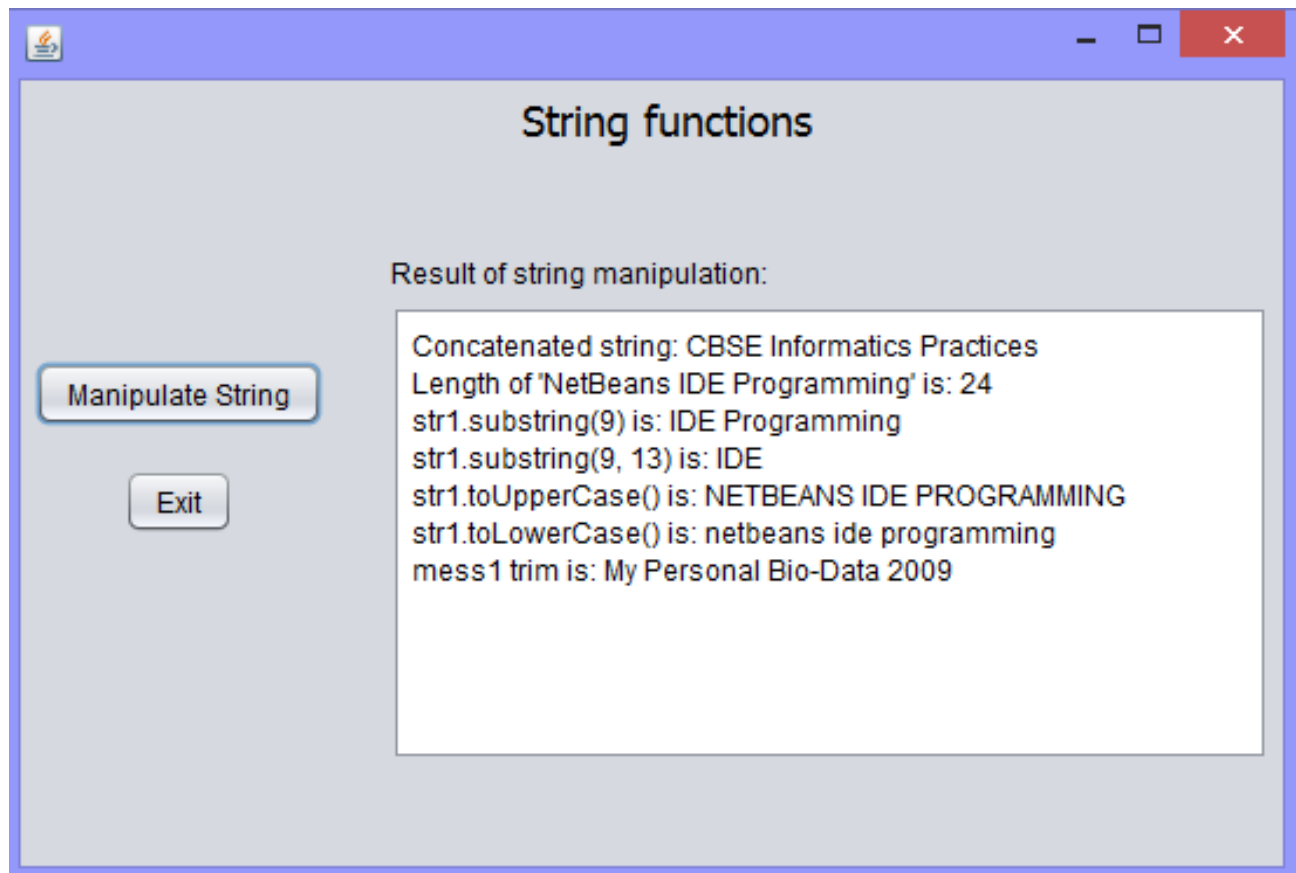 String functions
Result of string manipulation:
Manipulate String
Exit
Concatenated string: CBSE Informatics Practices
Length of 'NetBeans IDE Programming' is: 24
str1.substring(9) is: IDE Programming
str1.substring(9, 13) is: IDE
str1.toUpperCase() is: NETBEANS IDE PROGRAMMING
str1.toLowerCase() is: netbeans ide programming
mess1 trim is: My Personal Bio-Data 2009